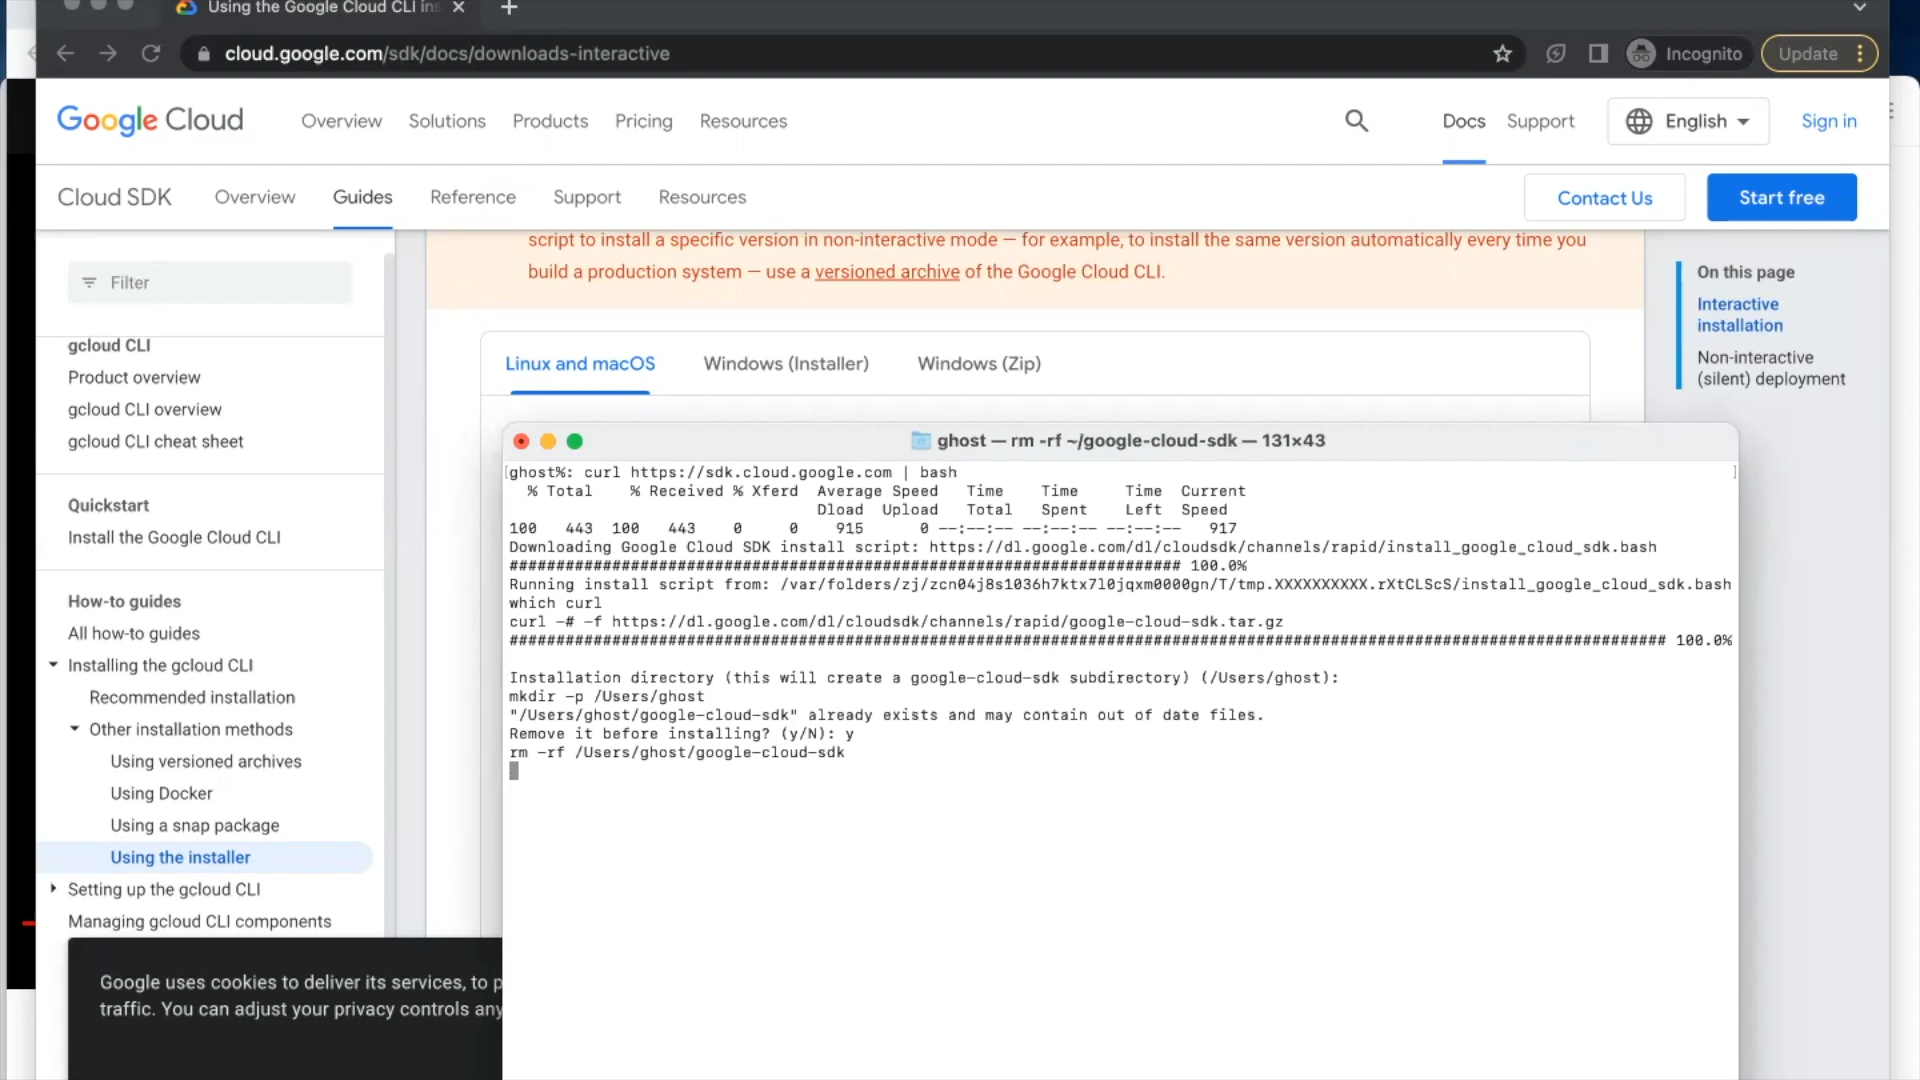 Using the Google Cloud CLI ins
cloud.google.com/sdk/docs/downloads-interactive
Incognito
Update
Google Cloud
Overview
Solutions
Products
Pricing
Resources
Docs
Support
English
Sign in
Cloud SDK
Overview
Guides
Reference
Support
Resources
Contact Us
Start free
Filter
gcloud CLI
Product overview
gcloud CLI overview
gcloud CLI cheat sheet
Quickstart
Install the Google Cloud CLI
How-to guides
All how-to guides
Installing the gcloud CLI
Recommended installation
Other installation methods
Using versioned archives
Using Docker
Using a snap package
Using the installer
Setting up the gcloud CLI
Managing gcloud CLI components
script to install a specific version in non-interactive mode — for example, to install the same version automatically every time you
build a production system — use a versioned archive of the Google Cloud CLI.
Linux and macOS
Windows (Installer)
Windows (Zip)
On this page
Interactive
installation
Non-interactive
(silent) deployment
ghost — rm -rf ~/google-cloud-sdk — 131×43
ghost%: curl https://sdk.cloud.google.com | bash
% Total % Received % Xferd Average Speed Time Time Time Current
Dload Upload Total Spent Left Speed
100 443 100 443 0 0 915 0 --:--:-- --:--:-- --:--:-- 917
Downloading Google Cloud SDK install script: https://dl.google.com/dl/cloudsdk/channels/rapid/install_google_cloud_sdk.bash
######################################################################## 100.0%
Running install script from: /var/folders/zj/zcn04j8s1036h7ktx7l0jqxm0000gn/T/tmp.XXXXXXXXXX.rXtCLScS/install_google_cloud_sdk.bash
which curl
curl -# -f https://dl.google.com/dl/cloudsdk/channels/rapid/google-cloud-sdk.tar.gz
############################################################################################################################ 100.0%
Installation directory (this will create a google-cloud-sdk subdirectory) (/Users/ghost):
mkdir -p /Users/ghost
"/Users/ghost/google-cloud-sdk" already exists and may contain out of date files.
Remove it before installing? (y/N): y
rm -rf /Users/ghost/google-cloud-sdk
Google uses cookies to deliver its services, to p
traffic. You can adjust your privacy controls any